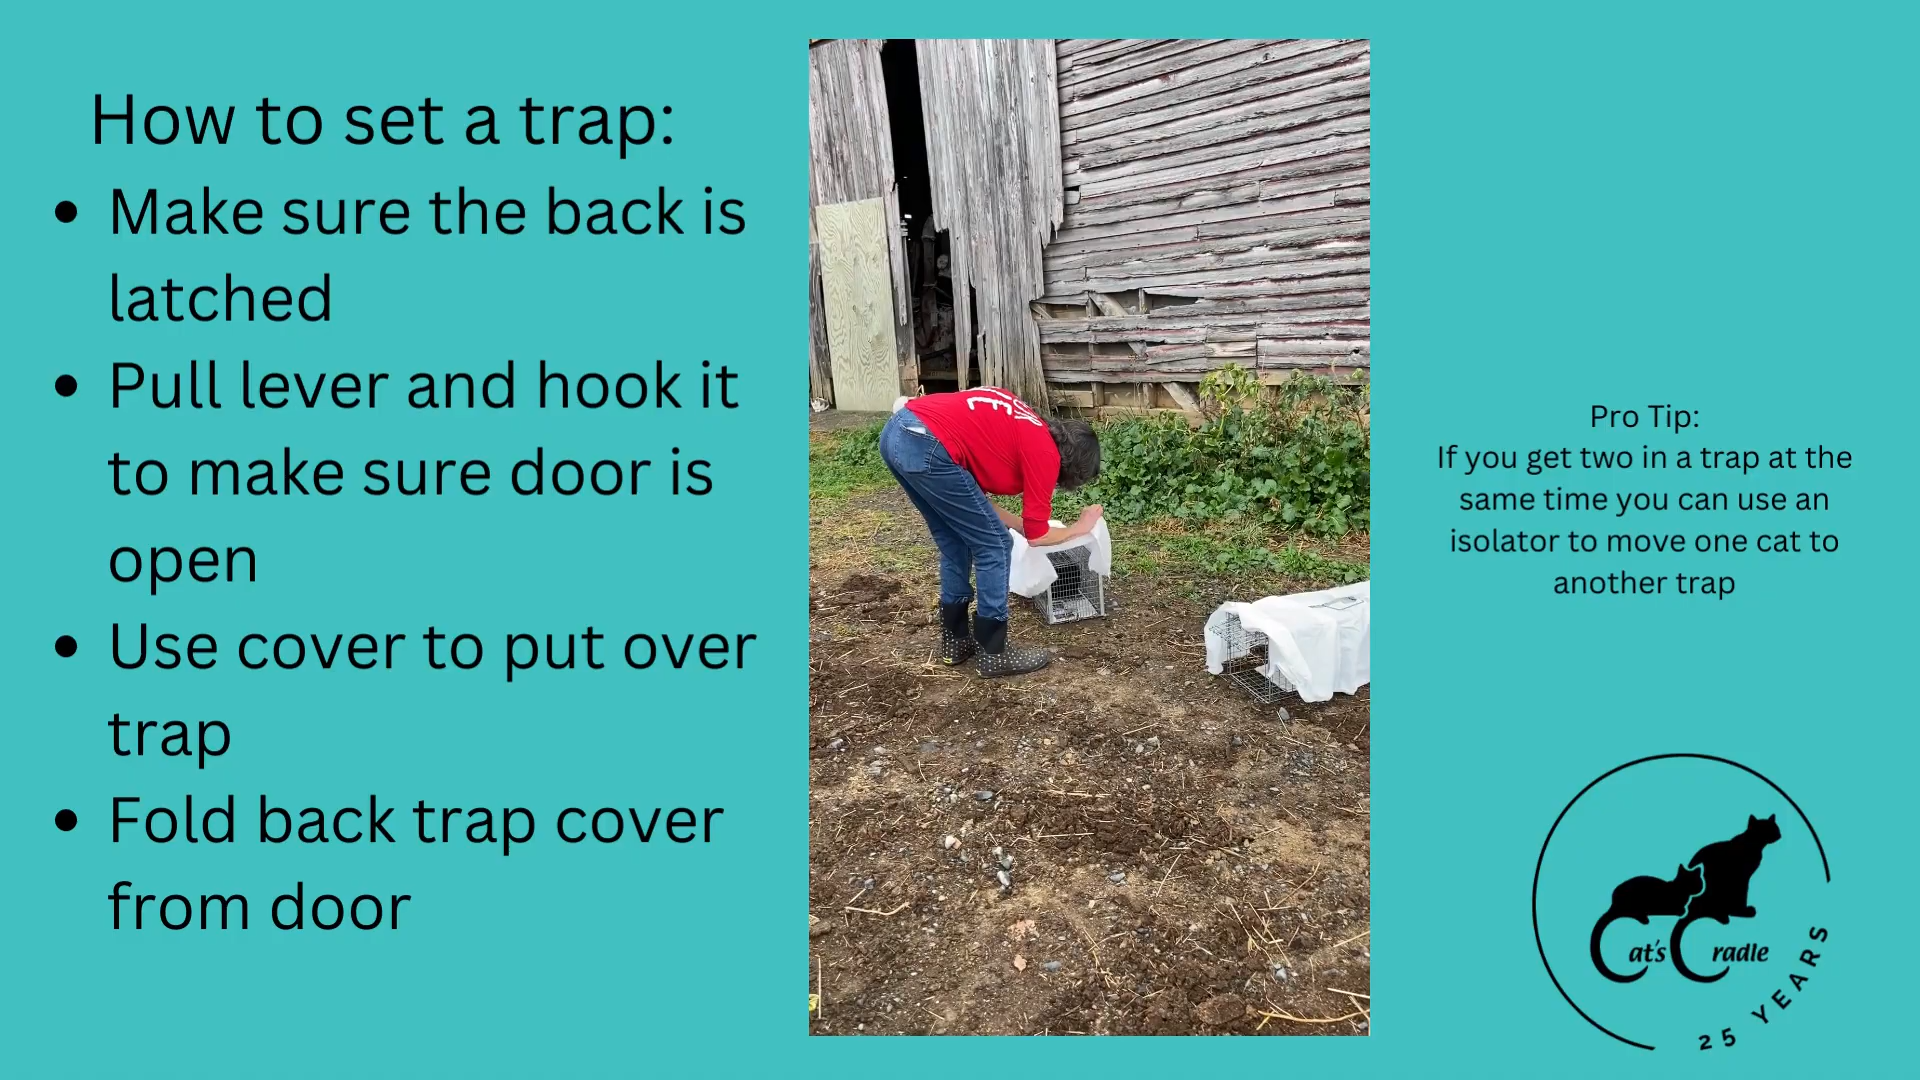 How to set a trap:
• Make sure the back is
latched
• Pull lever and hook it
to make sure door is
open
• Use cover to put over
trap
• Fold back trap cover
from door
Pro Tip:
If you get two in a trap at the
same time you can use an
isolator to move one cat to
another trap
Cat's Cradle
25 YEARS